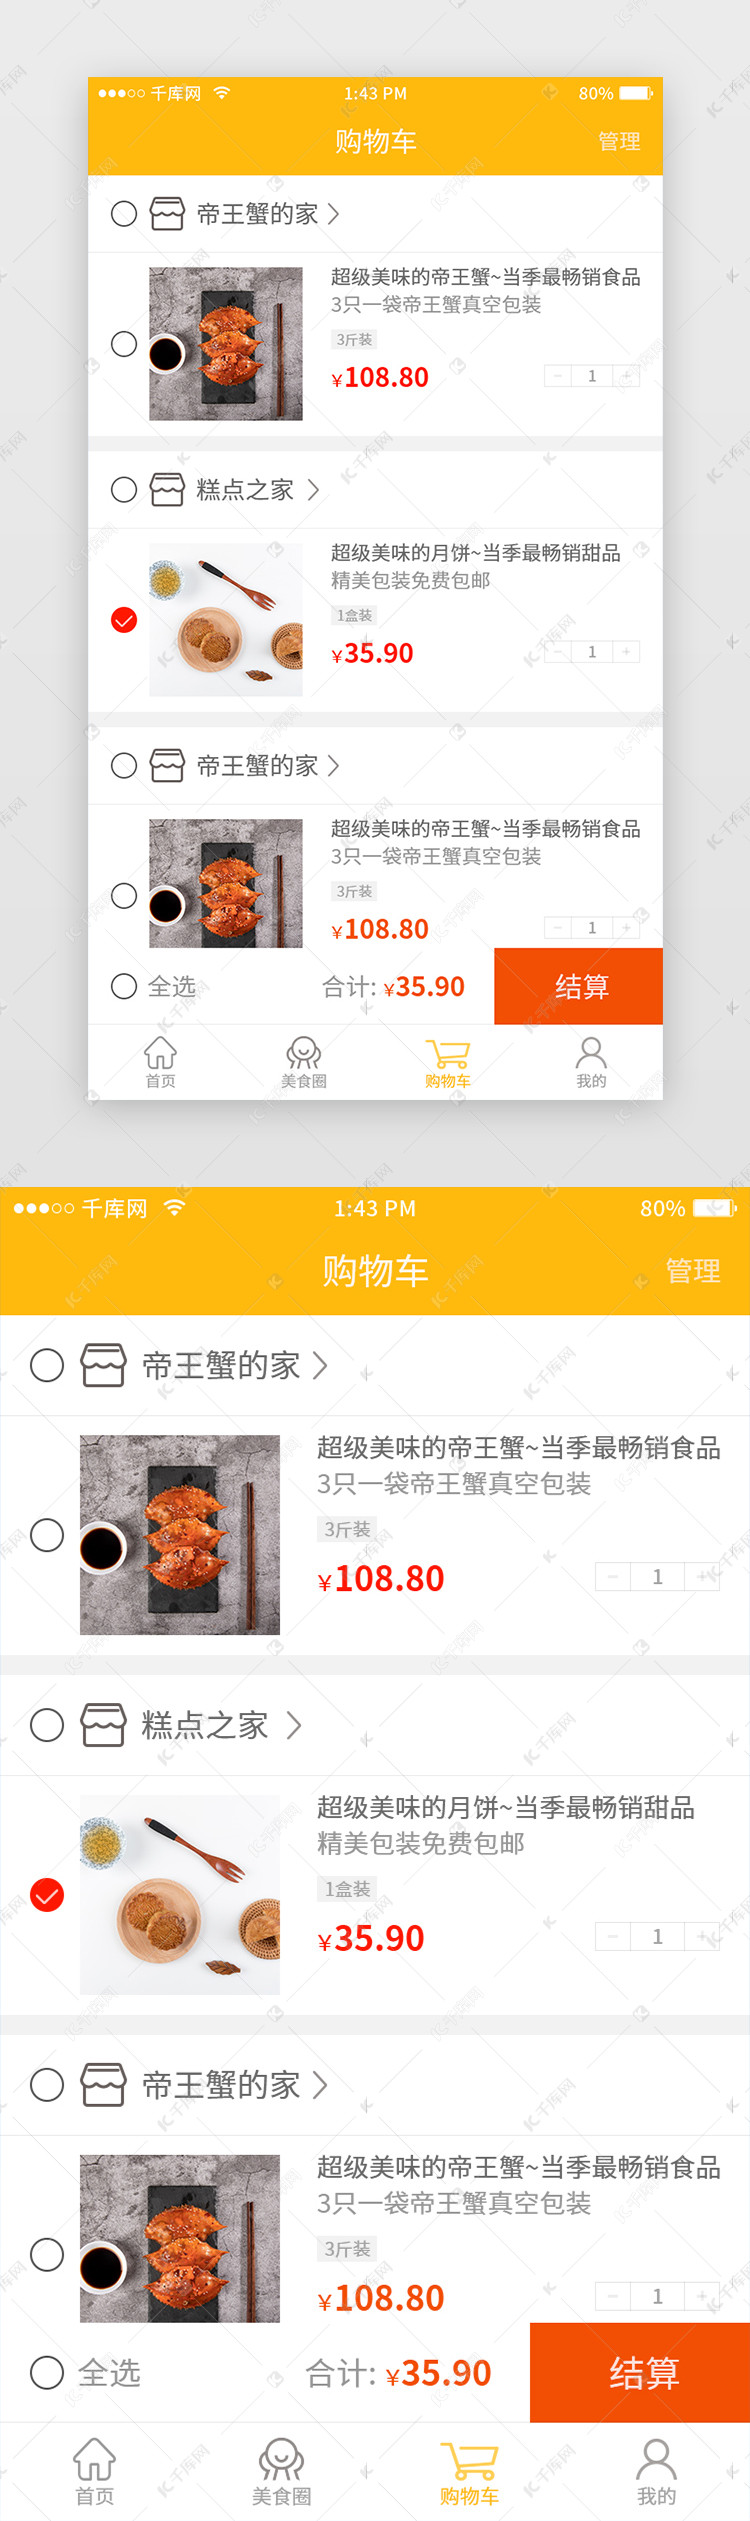 千库网 1:43 PM 80%
购物车 管理
帝王蟹的家
超级美味的帝王蟹~当季最畅销食品
3只一袋帝王蟹真空包装
3斤装
¥108.80 － 1 ＋
糕点之家
超级美味的月饼~当季最畅销甜品
精美包装免费包邮
1盒装
¥35.90 － 1 ＋
帝王蟹的家
超级美味的帝王蟹~当季最畅销食品
3只一袋帝王蟹真空包装
3斤装
¥108.80 － 1 ＋
全选 合计: ¥35.90 结算
首页 美食圈 购物车 我的
千库网 1:43 PM 80%
购物车 管理
帝王蟹的家
超级美味的帝王蟹~当季最畅销食品
3只一袋帝王蟹真空包装
3斤装
¥108.80 － 1 ＋
糕点之家
超级美味的月饼~当季最畅销甜品
精美包装免费包邮
1盒装
¥35.90 － 1 ＋
帝王蟹的家
超级美味的帝王蟹~当季最畅销食品
3只一袋帝王蟹真空包装
3斤装
¥108.80 － 1 ＋
全选 合计: ¥35.90 结算
首页 美食圈 购物车 我的